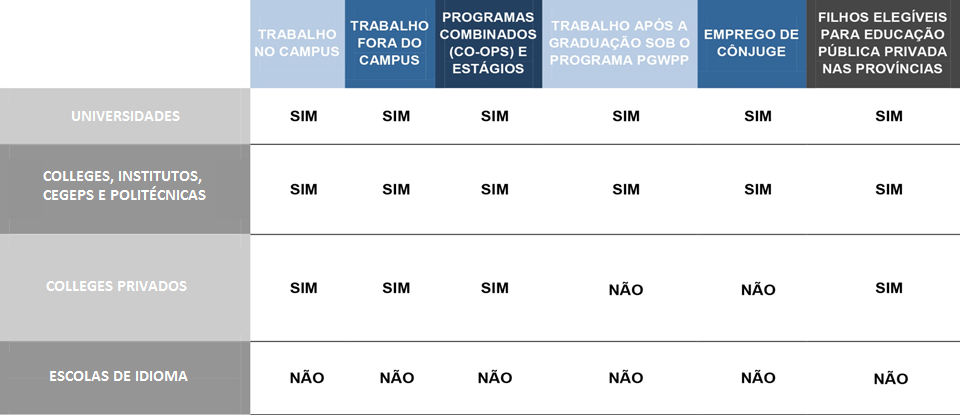 TRABALHO
NO CAMPUS
TRABALHO
FORA DO
CAMPUS
PROGRAMAS
COMBINADOS
(CO-OPS) E
ESTÁGIOS
TRABALHO APÓS A
GRADUAÇÃO SOB O
PROGRAMA PGWPP
EMPREGO DE
CÔNJUGE
FILHOS ELEGÍVEIS
PARA EDUCAÇÃO
PÚBLICA PRIVADA
NAS PROVÍNCIAS
UNIVERSIDADES SIM SIM SIM SIM SIM SIM
COLLEGES, INSTITUTOS,
CEGEPS E POLITÉCNICAS SIM SIM SIM SIM SIM SIM
COLLEGES PRIVADOS SIM SIM SIM NÃO NÃO SIM
ESCOLAS DE IDIOMA NÃO NÃO NÃO NÃO NÃO NÃO